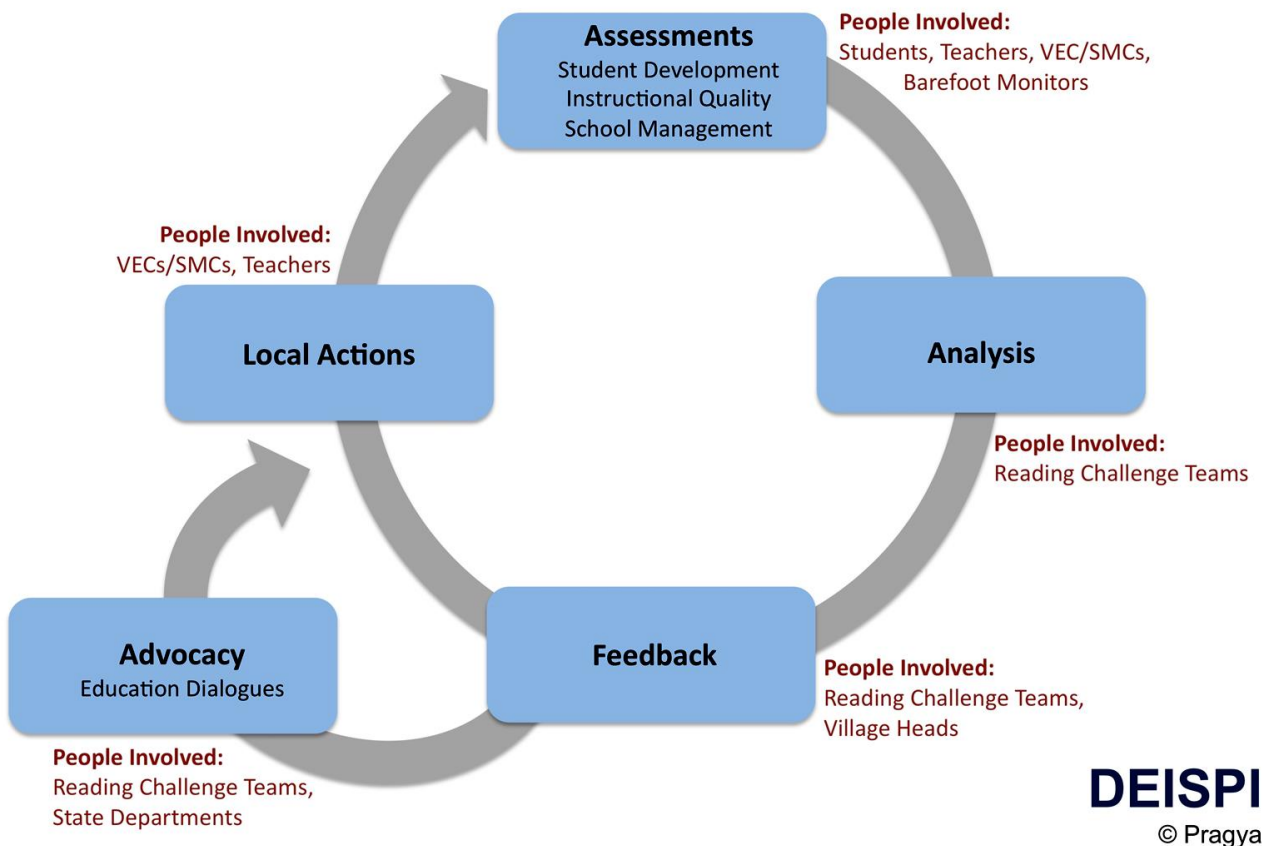 Assessments
Student Development
Instructional Quality
School Management
People Involved:
Students, Teachers, VEC/SMCs,
Barefoot Monitors
People Involved:
VECs/SMCs, Teachers
Local Actions
Analysis
People Involved:
Reading Challenge Teams
Advocacy
Education Dialogues
Feedback
People Involved:
Reading Challenge Teams,
Village Heads
People Involved:
Reading Challenge Teams,
State Departments
DEISPI
© Pragya